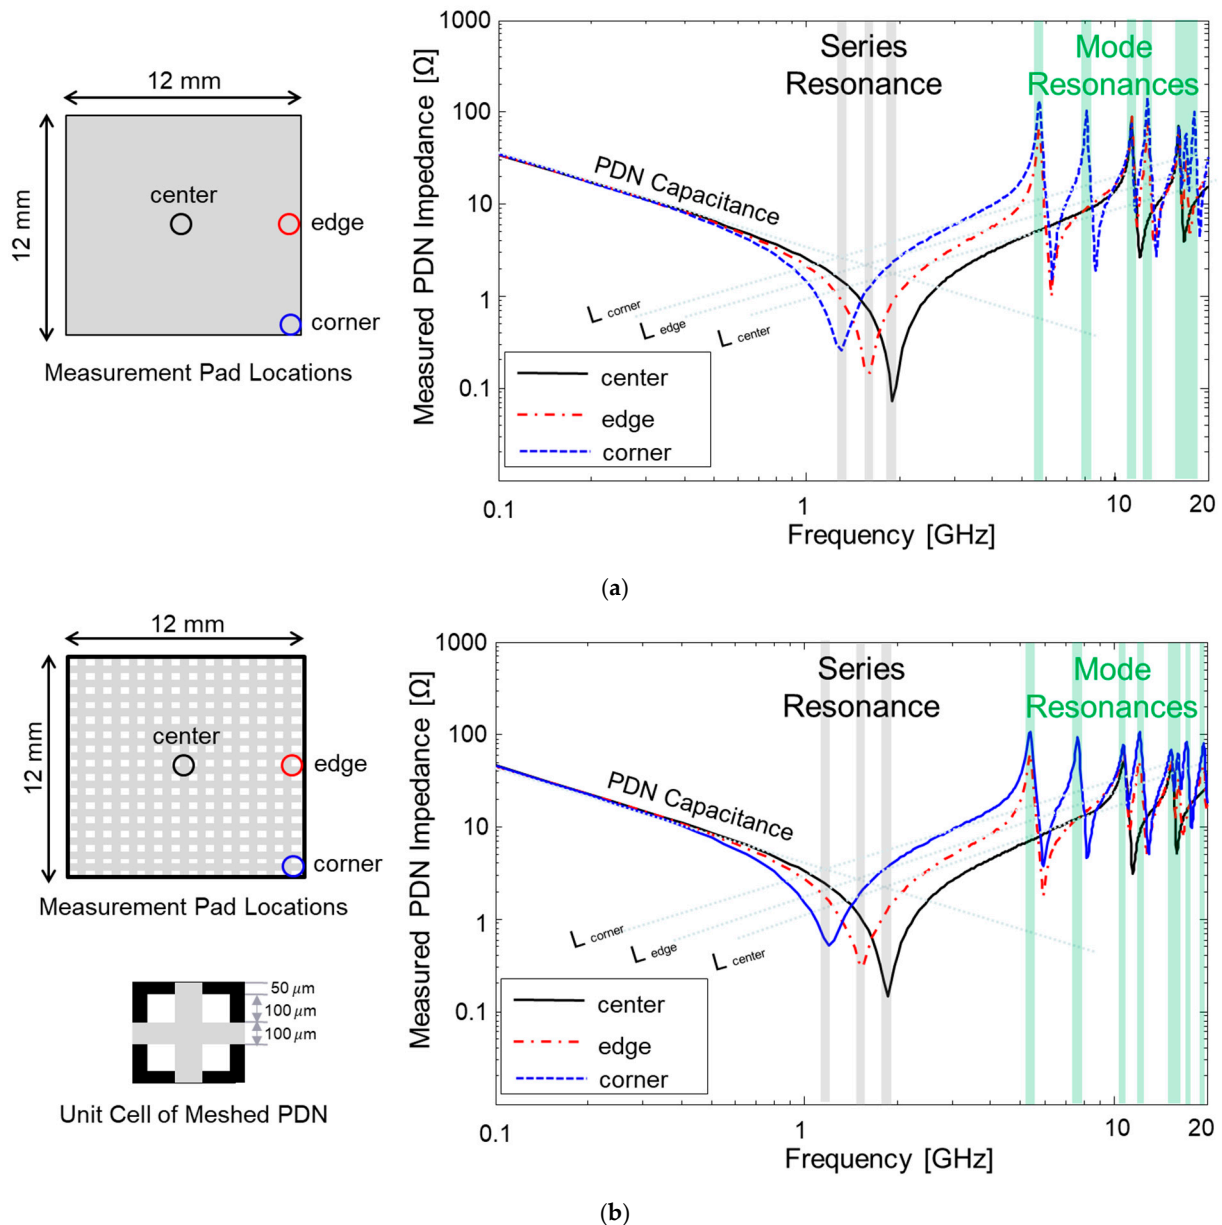 12 mm
12 mm
center
edge
corner
Measurement Pad Locations
Measured PDN Impedance [Ω]
1000
100
10
1
0.1
Series
Resonance
Mode
Resonances
PDN Capacitance
L corner
L edge
L center
center
edge
corner
0.1
1
10
20
Frequency [GHz]
(a)
12 mm
12 mm
center
edge
corner
Measurement Pad Locations
50 μm
100 μm
100 μm
Unit Cell of Meshed PDN
Measured PDN Impedance [Ω]
1000
100
10
1
0.1
Series
Resonance
Mode
Resonances
PDN Capacitance
L corner
L edge
L center
center
edge
corner
0.1
1
10
20
Frequency [GHz]
(b)